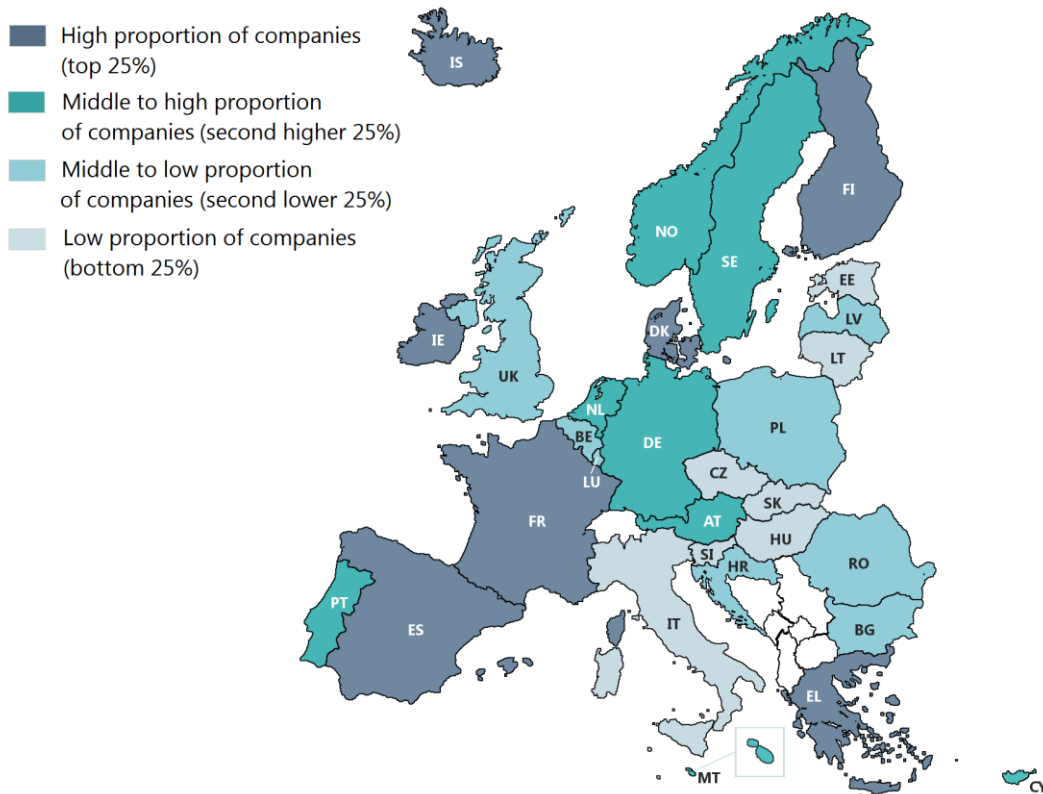 High proportion of companies
(top 25%)
Middle to high proportion
of companies (second higher 25%)
Middle to low proportion
of companies (second lower 25%)
Low proportion of companies
(bottom 25%)
IS
FI
NO
SE
EE
LV
LT
DK
IE
UK
NL
BE
DE
PL
LU
CZ
SK
AT
HU
FR
SI
HR
RO
PT
ES
IT
BG
EL
MT